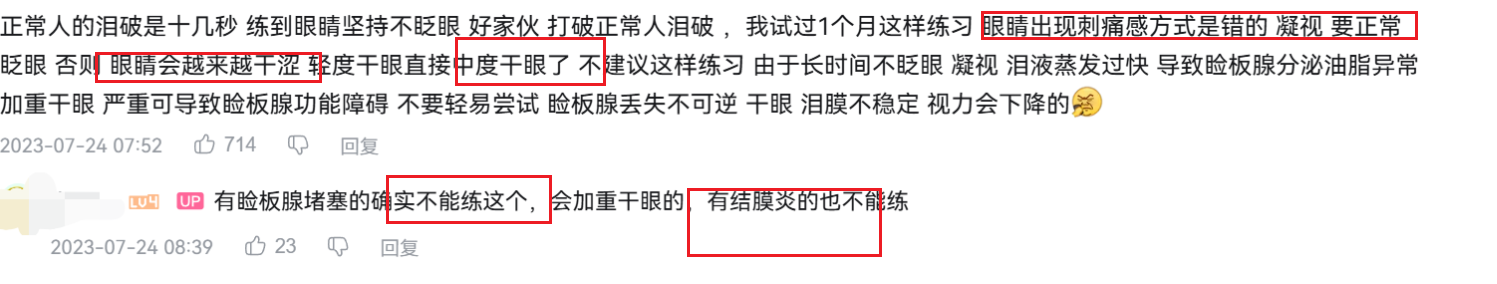 正常人的泪破是十几秒 练到眼睛坚持不眨眼 好家伙 打破正常人泪破 ，我试过1个月这样练习 眼睛出现刺痛感方式是错的 凝视 要正常
眨眼 否则 眼睛会越来越干涩 轻度干眼直接中度干眼了 不建议这样练习 由于长时间不眨眼 凝视 泪液蒸发过快 导致睑板腺分泌油脂异常
加重干眼 严重可导致睑板腺功能障碍 不要轻易尝试 睑板腺丢失不可逆 干眼 泪膜不稳定 视力会下降的
2023-07-24 07:52 714 回复
LV4 UP 有睑板腺堵塞的确实不能练这个，会加重干眼的，有结膜炎的也不能练
2023-07-24 08:39 23 回复